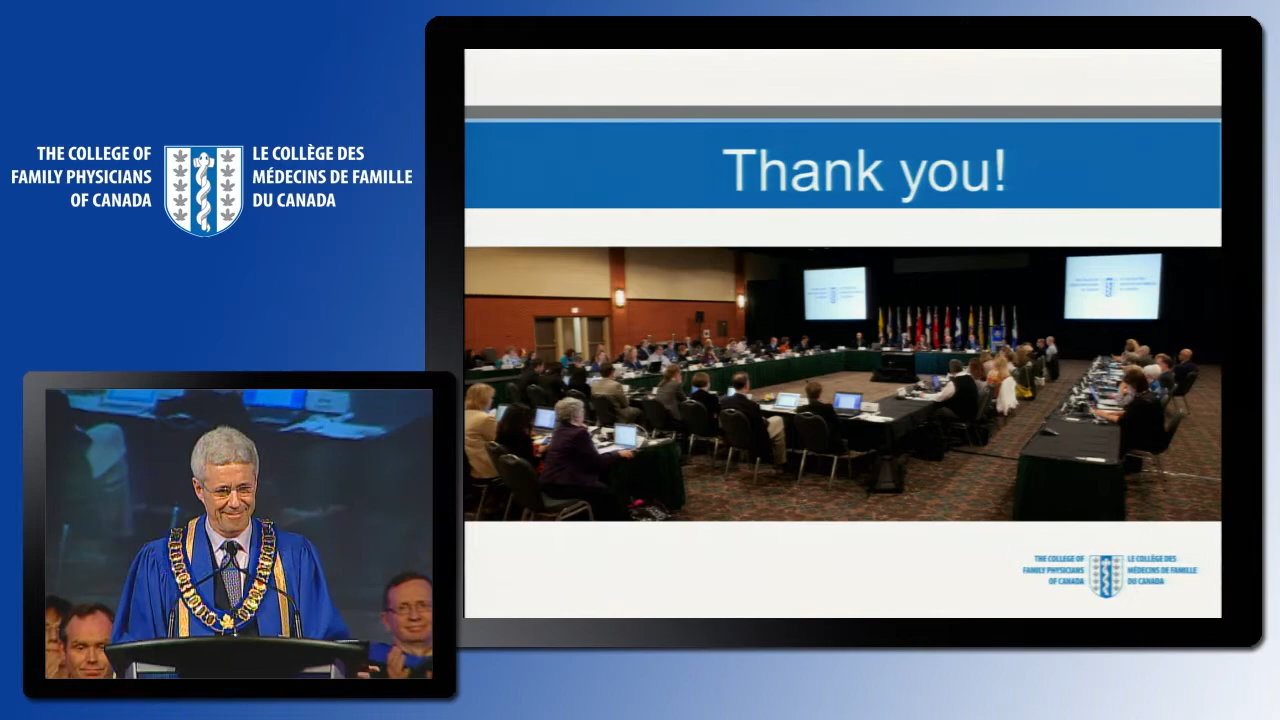 THE COLLEGE OF
FAMILY PHYSICIANS
OF CANADA
LE COLLÈGE DES
MÉDECINS DE FAMILLE
DU CANADA
Thank you!
THE COLLEGE OF
FAMILY PHYSICIANS
OF CANADA
LE COLLÈGE DES
MÉDECINS DE FAMILLE
DU CANADA